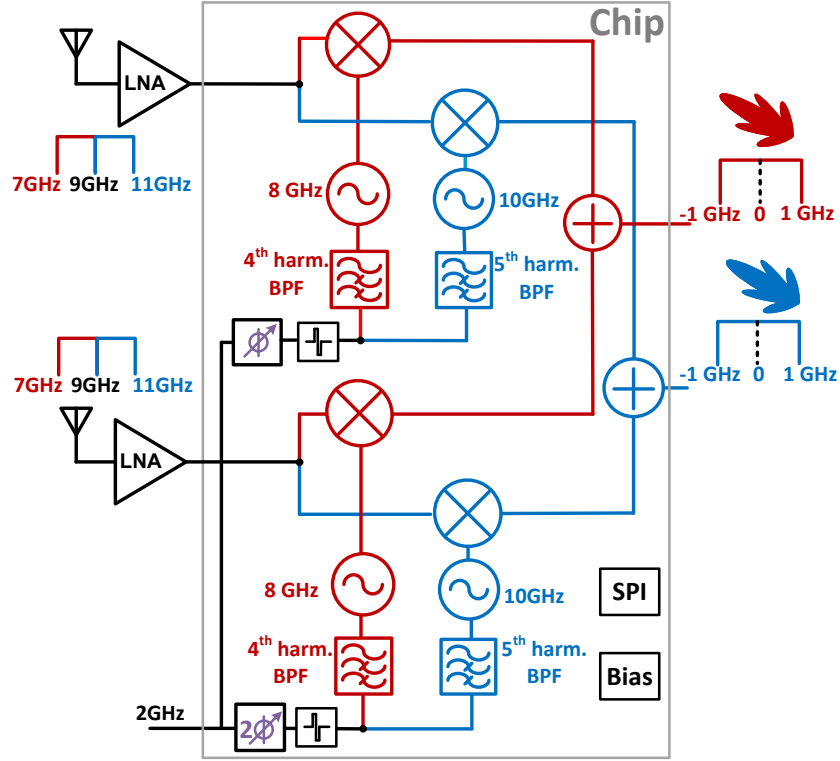 Chip
LNA
7GHz 9GHz 11GHz
8 GHz
10GHz
4th harm.
BPF
5th harm.
BPF
ϕ
-1 GHz 0 1 GHz
-1 GHz 0 1 GHz
7GHz 9GHz 11GHz
LNA
8 GHz
10GHz
SPI
4th harm.
BPF
5th harm.
BPF
Bias
2GHz
2ϕ